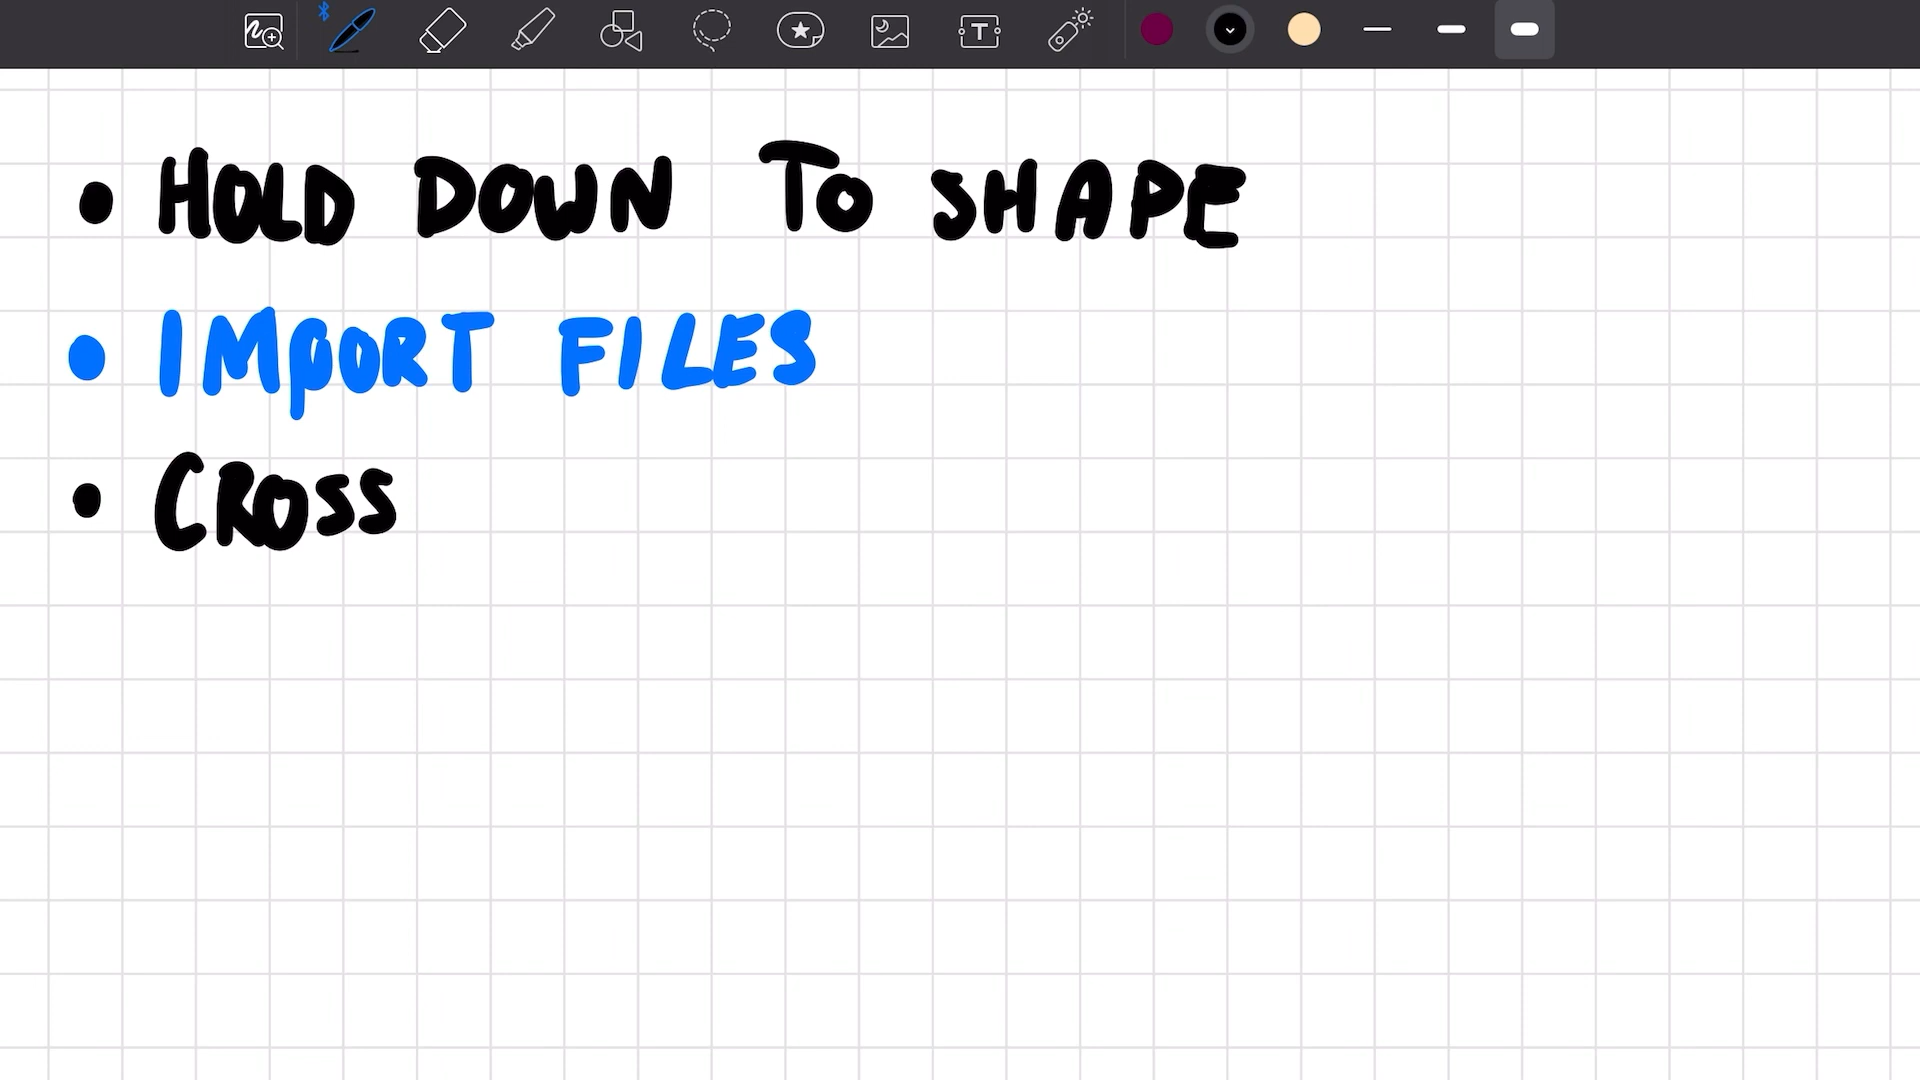 • HOLD DOWN TO SHAPE
• IMPORT FILES
• CROSS